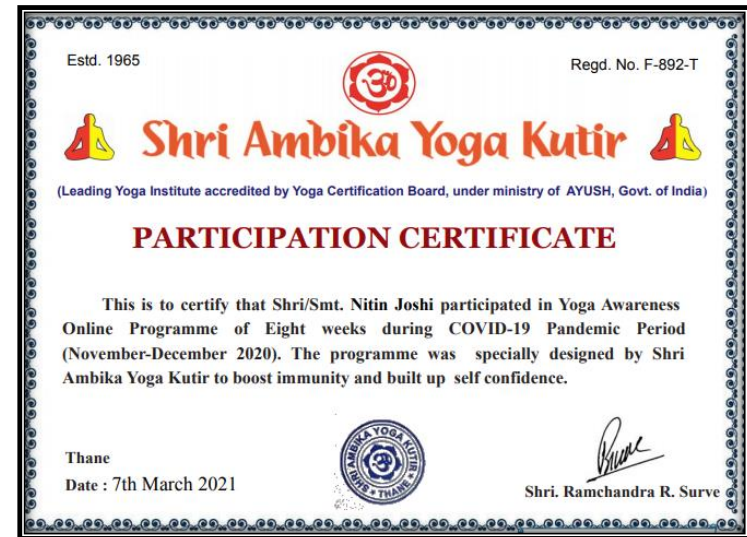 Estd. 1965
Regd. No. F-892-T
ॐ
Shri Ambika Yoga Kutir
(Leading Yoga Institute accredited by Yoga Certification Board, under ministry of AYUSH, Govt. of India)
PARTICIPATION CERTIFICATE
This is to certify that Shri/Smt. Nitin Joshi participated in Yoga Awareness
Online Programme of Eight weeks during COVID-19 Pandemic Period
(November-December 2020). The programme was specially designed by Shri
Ambika Yoga Kutir to boost immunity and built up self confidence.
SHRI AMBIKA YOGA KUTIR
* THANE *
ॐ
Thane
Date : 7th March 2021
Shri. Ramchandra R. Surve